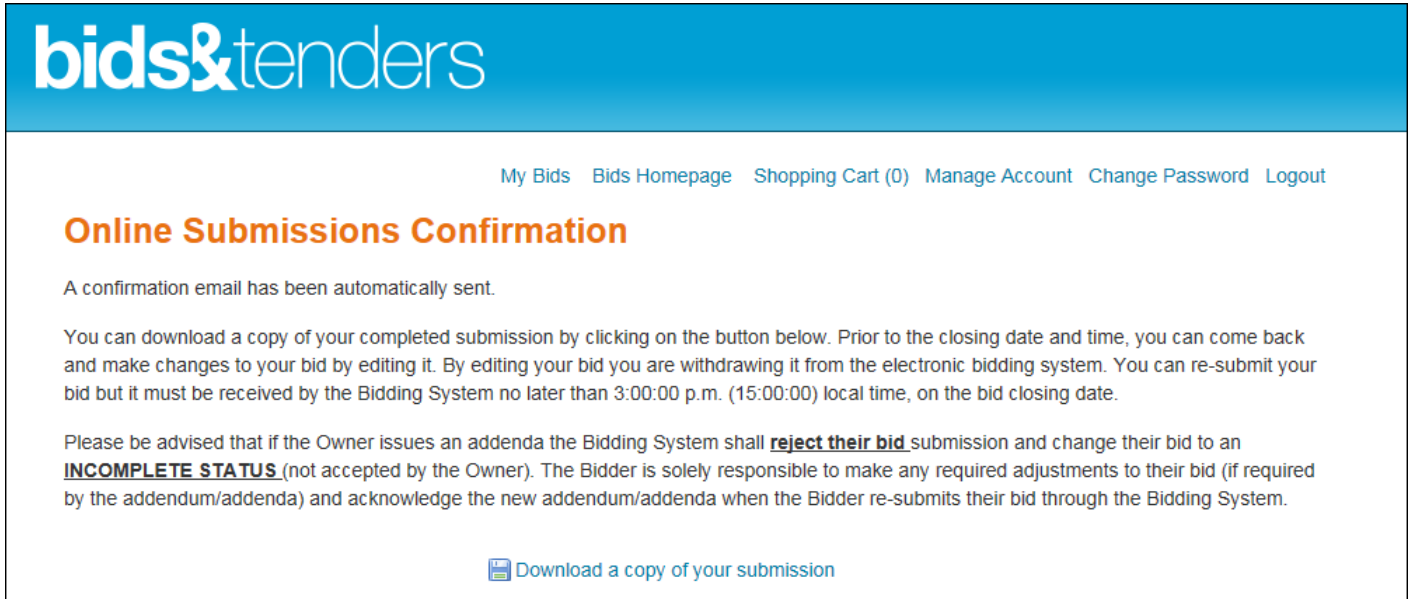 bids&tenders
My Bids Bids Homepage Shopping Cart (0) Manage Account Change Password Logout
Online Submissions Confirmation
A confirmation email has been automatically sent.
You can download a copy of your completed submission by clicking on the button below. Prior to the closing date and time, you can come back
and make changes to your bid by editing it. By editing your bid you are withdrawing it from the electronic bidding system. You can re-submit your
bid but it must be received by the Bidding System no later than 3:00:00 p.m. (15:00:00) local time, on the bid closing date.
Please be advised that if the Owner issues an addenda the Bidding System shall reject their bid submission and change their bid to an
INCOMPLETE STATUS (not accepted by the Owner). The Bidder is solely responsible to make any required adjustments to their bid (if required
by the addendum/addenda) and acknowledge the new addendum/addenda when the Bidder re-submits their bid through the Bidding System.
Download a copy of your submission